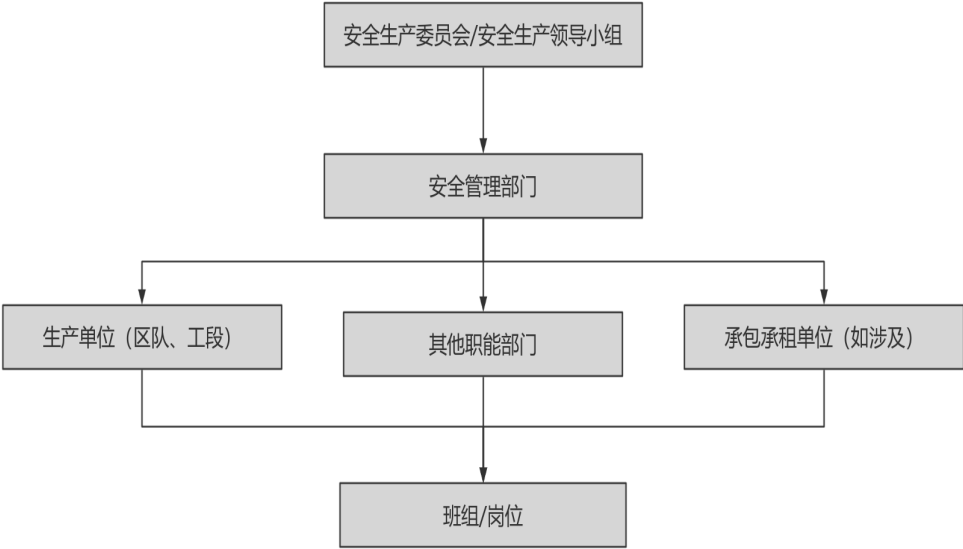 安全生产委员会/安全生产领导小组
安全管理部门
生产单位（区队、工段）
其他职能部门
承包承租单位（如涉及）
班组/岗位